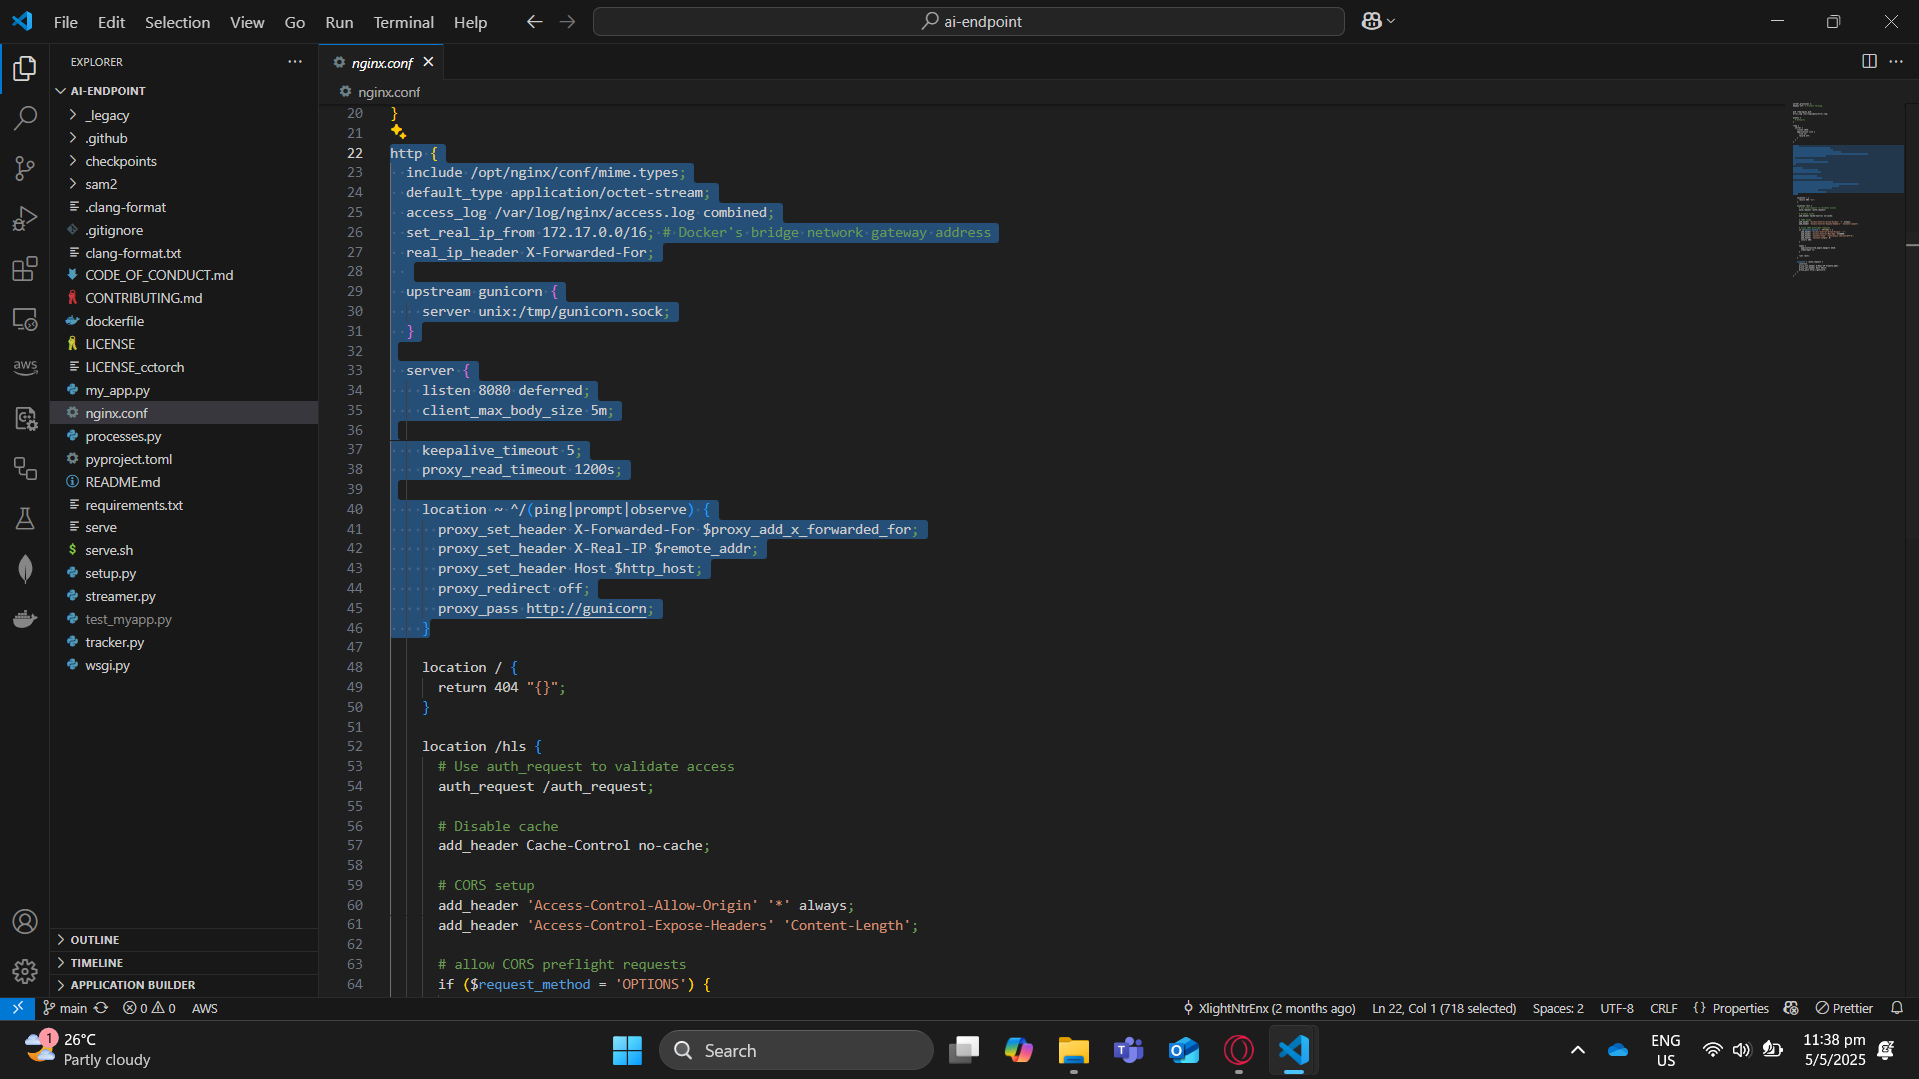 File Edit Selection View Go Run Terminal Help
ai-endpoint
EXPLORER
AI-ENDPOINT
_legacy
.github
checkpoints
sam2
.clang-format
.gitignore
clang-format.txt
CODE_OF_CONDUCT.md
CONTRIBUTING.md
dockerfile
LICENSE
LICENSE_cctorch
my_app.py
nginx.conf
processes.py
pyproject.toml
README.md
requirements.txt
serve
serve.sh
setup.py
streamer.py
test_myapp.py
tracker.py
wsgi.py
OUTLINE
TIMELINE
APPLICATION BUILDER
aws
nginx.conf
nginx.conf
20 }
21
22 http {
23 include /opt/nginx/conf/mime.types;
24 default_type application/octet-stream;
25 access_log /var/log/nginx/access.log combined;
26 set_real_ip_from 172.17.0.0/16; # Docker's bridge network gateway address
27 real_ip_header X-Forwarded-For;
28
29 upstream gunicorn {
30 server unix:/tmp/gunicorn.sock;
31 }
32
33 server {
34 listen 8080 deferred;
35 client_max_body_size 5m;
36
37 keepalive_timeout 5;
38 proxy_read_timeout 1200s;
39
40 location ~ ^/(ping|prompt|observe) {
41 proxy_set_header X-Forwarded-For $proxy_add_x_forwarded_for;
42 proxy_set_header X-Real-IP $remote_addr;
43 proxy_set_header Host $http_host;
44 proxy_redirect off;
45 proxy_pass http://gunicorn;
46 }
47
48 location / {
49 return 404 "{}";
50 }
51
52 location /hls {
53 # Use auth_request to validate access
54 auth_request /auth_request;
55
56 # Disable cache
57 add_header Cache-Control no-cache;
58
59 # CORS setup
60 add_header 'Access-Control-Allow-Origin' '*' always;
61 add_header 'Access-Control-Expose-Headers' 'Content-Length';
62
63 # allow CORS preflight requests
64 if ($request_method = 'OPTIONS') {
main 0 0 AWS
XlightNtrEnx (2 months ago) Ln 22, Col 1 (718 selected) Spaces: 2 UTF-8 CRLF {} Properties Prettier
1
26°C
Partly cloudy
Search
ENG
US
11:38 pm
5/5/2025